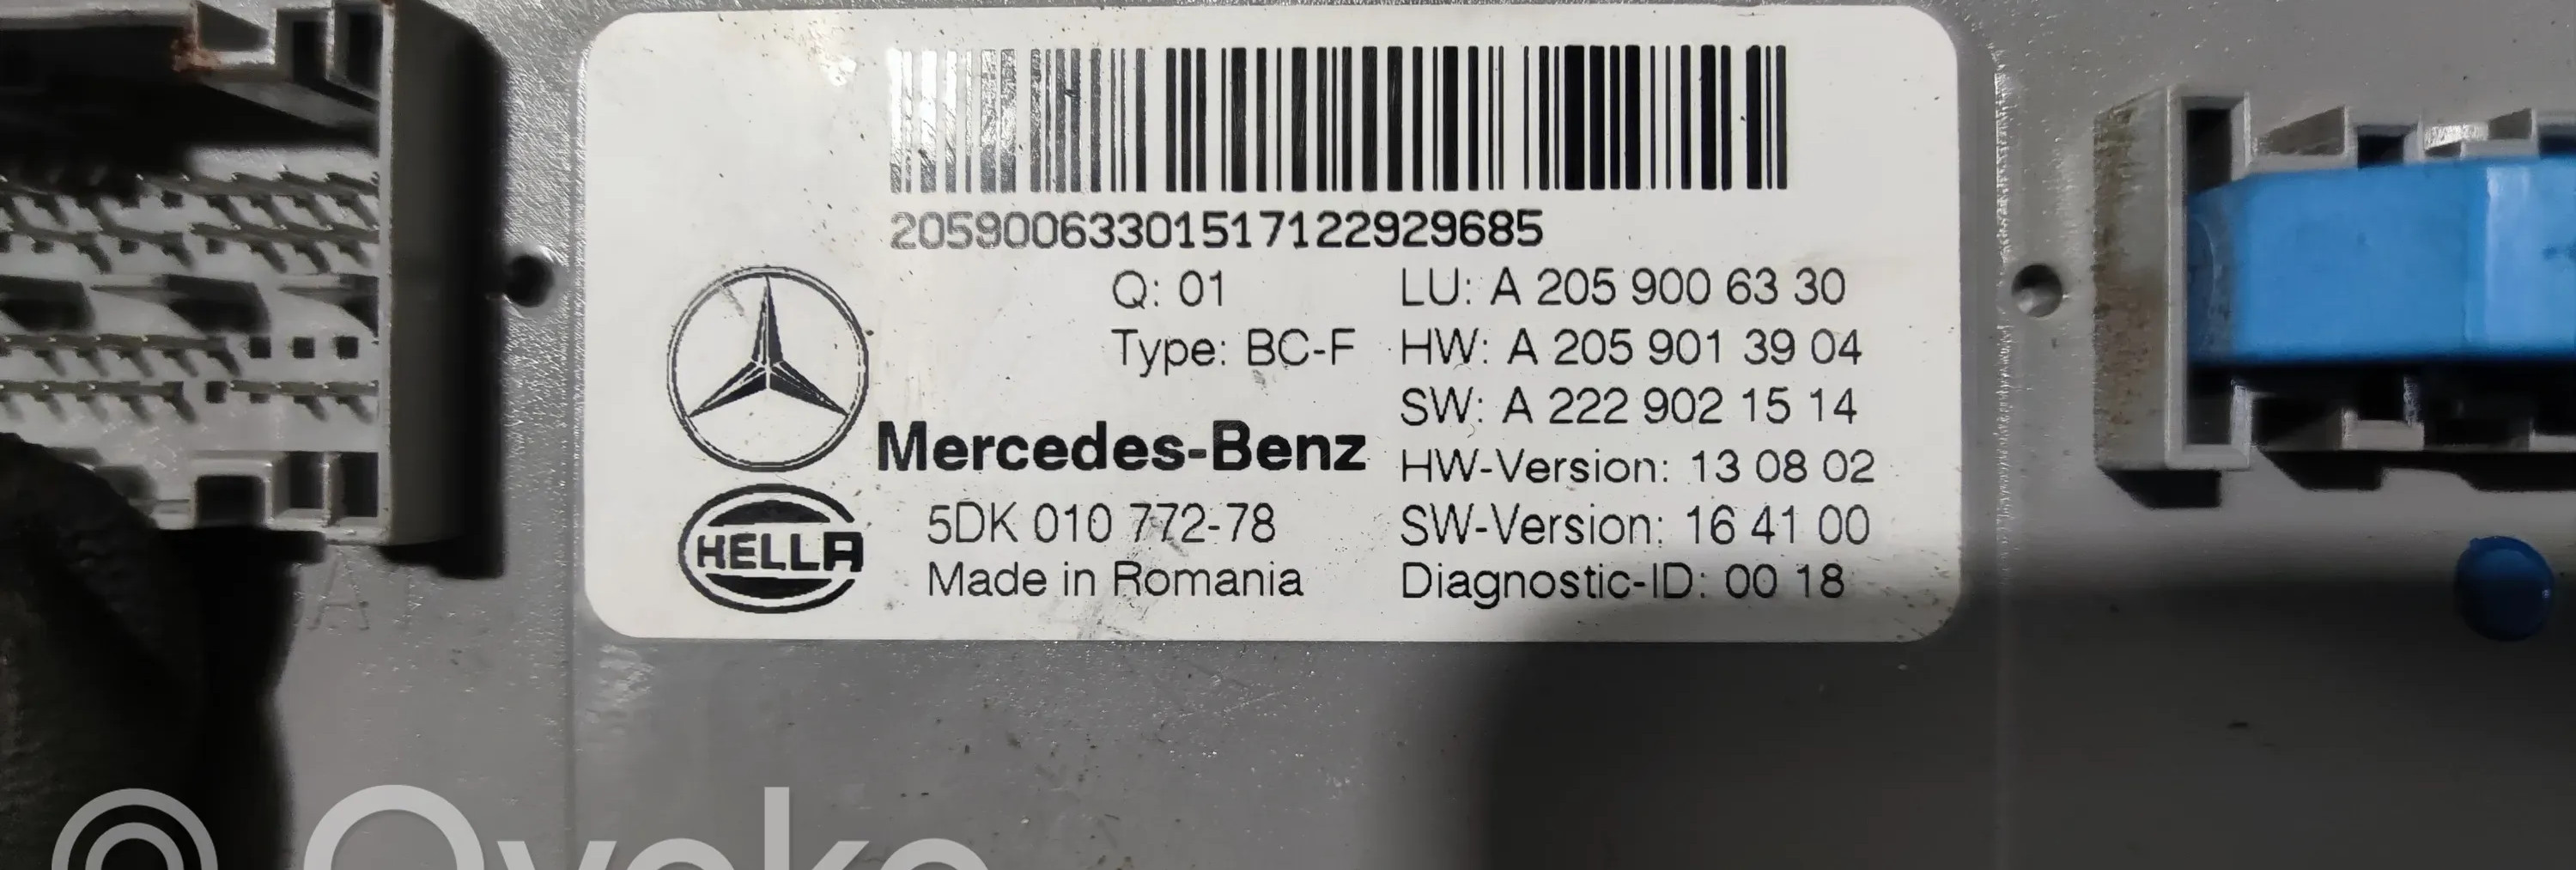 20590063301517122929685
Q: 01
Type: BC-F
LU: A 205 900 63 30
HW: A 205 901 39 04
SW: A 222 902 15 14
HW-Version: 13 08 02
SW-Version: 16 41 00
Diagnostic-ID: 00 18
Mercedes-Benz
HELLA
5DK 010 772-78
Made in Romania
Ovoko